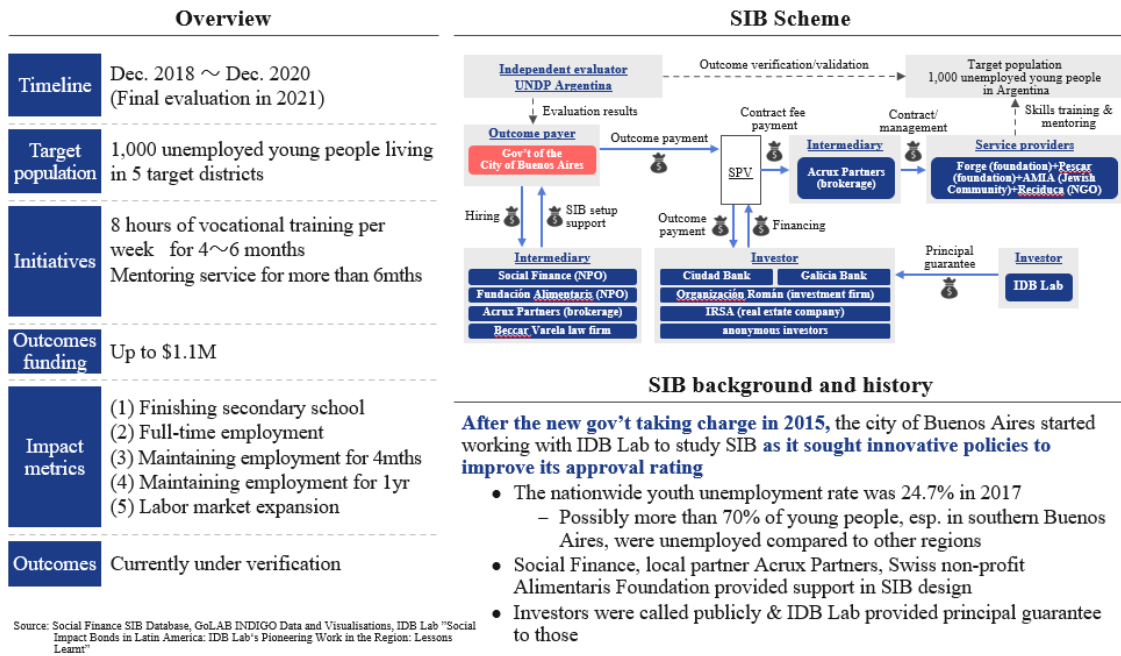 Overview
Timeline
Dec. 2018 ～ Dec. 2020
(Final evaluation in 2021)
Target
population
1,000 unemployed young people living
in 5 target districts
Initiatives
8 hours of vocational training per
week for 4～6 months
Mentoring service for more than 6mths
Outcomes
funding
Up to $1.1M
Impact
metrics
(1) Finishing secondary school
(2) Full-time employment
(3) Maintaining employment for 4mths
(4) Maintaining employment for 1yr
(5) Labor market expansion
Outcomes
Currently under verification
Source: Social Finance SIB Database, GoLAB INDIGO Data and Visualisations, IDB Lab "Social
Impact Bonds in Latin America: IDB Lab's Pioneering Work in the Region: Lessons
Learnt"
SIB Scheme
Independent evaluator
UNDP Argentina
Outcome verification/validation
Target population
1,000 unemployed young people
in Argentina
Evaluation results
Skills training &
mentoring
Outcome payer
Gov't of the
City of Buenos Aires
Outcome payment
SPV
Contract fee
payment
Intermediary
Acrux Partners
(brokerage)
Contract/
management
Service providers
Forge (foundation)+Pescar
(foundation)+AMIA (Jewish
Community)+Reciduca (NGO)
Hiring
SIB setup
support
Outcome
payment
Financing
Intermediary
Social Finance (NPO)
Fundación Alimentaris (NPO)
Acrux Partners (brokerage)
Beccar Varela law firm
Investor
Ciudad Bank
Galicia Bank
Organización Román (investment firm)
IRSA (real estate company)
anonymous investors
Principal
guarantee
Investor
IDB Lab
SIB background and history
After the new gov't taking charge in 2015, the city of Buenos Aires started
working with IDB Lab to study SIB as it sought innovative policies to
improve its approval rating
● The nationwide youth unemployment rate was 24.7% in 2017
− Possibly more than 70% of young people, esp. in southern Buenos
Aires, were unemployed compared to other regions
● Social Finance, local partner Acrux Partners, Swiss non-profit
Alimentaris Foundation provided support in SIB design
● Investors were called publicly & IDB Lab provided principal guarantee
to those